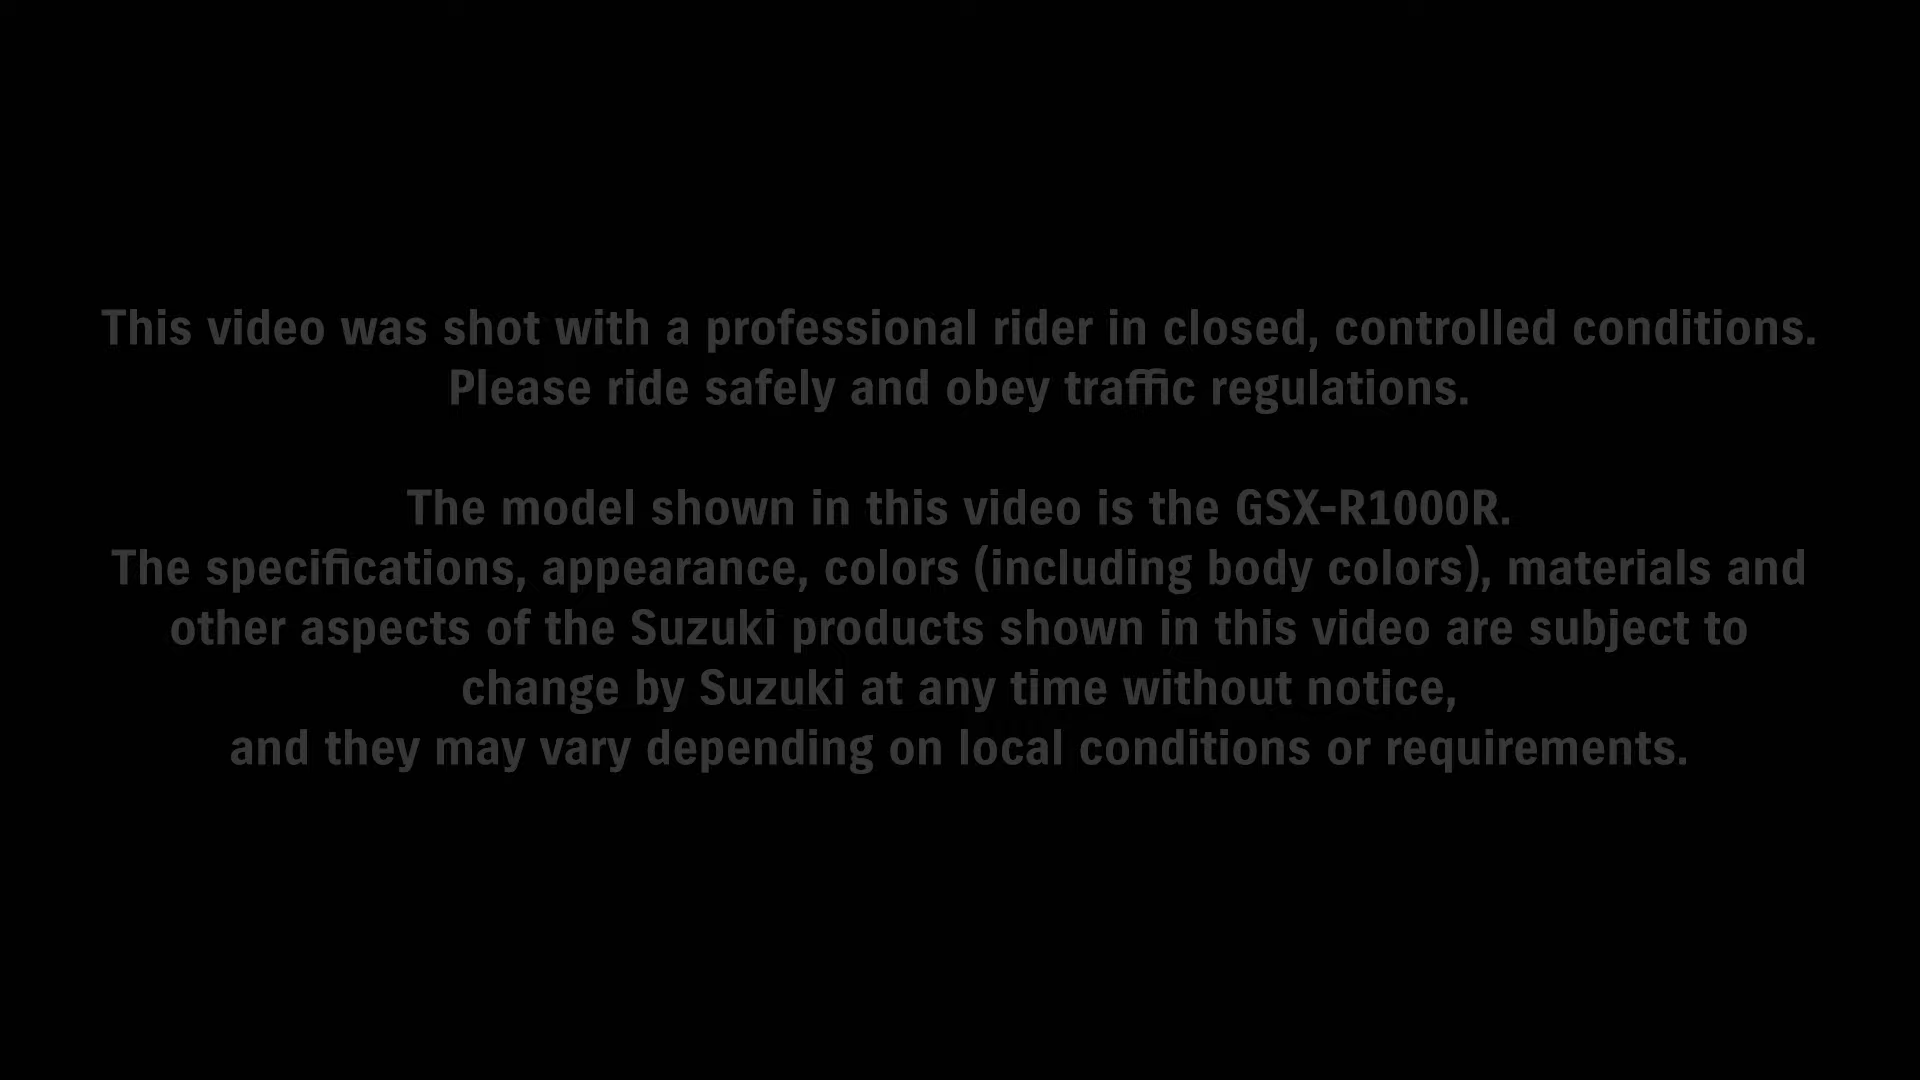 This video was shot with a professional rider in closed, controlled conditions.
Please ride safely and obey traffic regulations.
The model shown in this video is the GSX-R1000R.
The specifications, appearance, colors (including body colors), materials and
other aspects of the Suzuki products shown in this video are subject to
change by Suzuki at any time without notice,
and they may vary depending on local conditions or requirements.